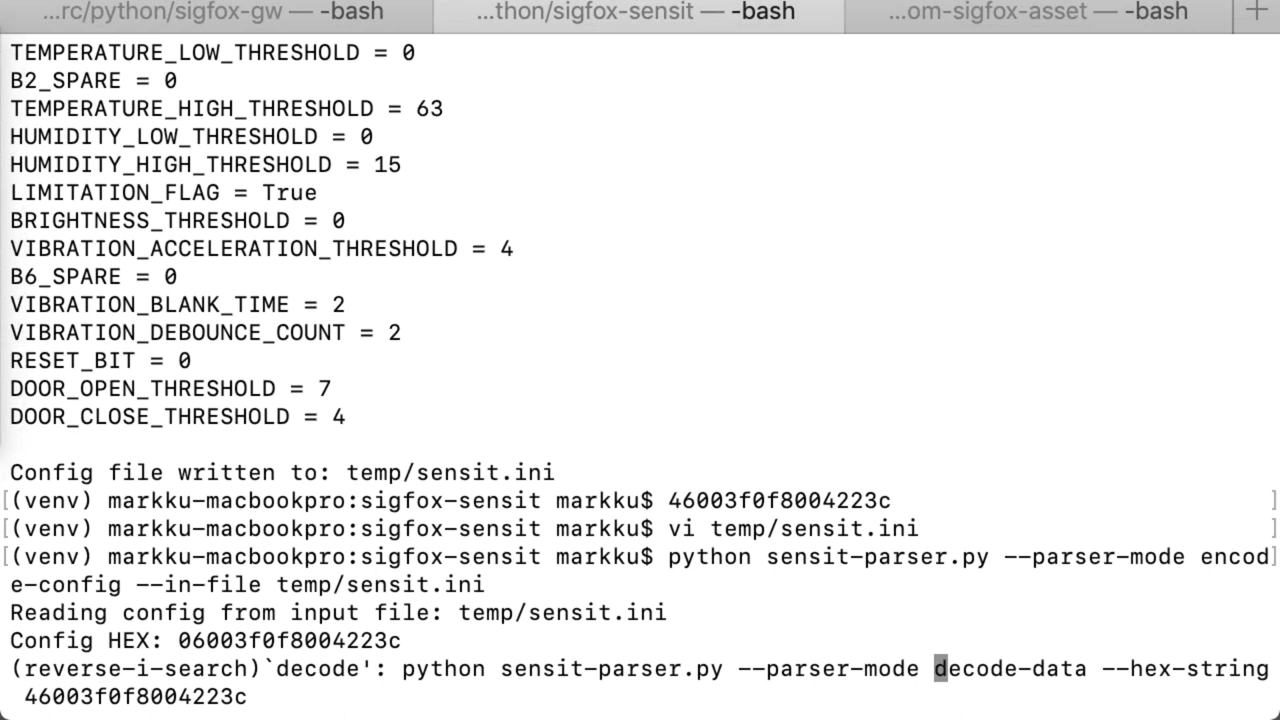 ...rc/python/sigfox-gw — -bash
...thon/sigfox-sensit — -bash
...om-sigfox-asset — -bash
+
TEMPERATURE_LOW_THRESHOLD = 0
B2_SPARE = 0
TEMPERATURE_HIGH_THRESHOLD = 63
HUMIDITY_LOW_THRESHOLD = 0
HUMIDITY_HIGH_THRESHOLD = 15
LIMITATION_FLAG = True
BRIGHTNESS_THRESHOLD = 0
VIBRATION_ACCELERATION_THRESHOLD = 4
B6_SPARE = 0
VIBRATION_BLANK_TIME = 2
VIBRATION_DEBOUNCE_COUNT = 2
RESET_BIT = 0
DOOR_OPEN_THRESHOLD = 7
DOOR_CLOSE_THRESHOLD = 4
Config file written to: temp/sensit.ini
[(venv) markku-macbookpro:sigfox-sensit markku$ 46003f0f8004223c ]
[(venv) markku-macbookpro:sigfox-sensit markku$ vi temp/sensit.ini ]
[(venv) markku-macbookpro:sigfox-sensit markku$ python sensit-parser.py --parser-mode encod]
e-config --in-file temp/sensit.ini
Reading config from input file: temp/sensit.ini
Config HEX: 06003f0f8004223c
(reverse-i-search)`decode': python sensit-parser.py --parser-mode decode-data --hex-string
46003f0f8004223c